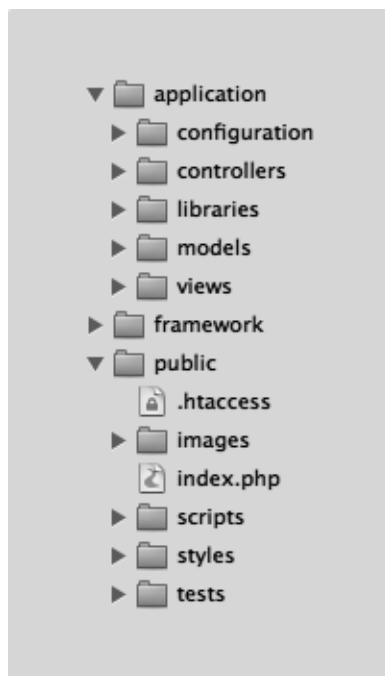 application
configuration
controllers
libraries
models
views
framework
public
.htaccess
images
index.php
scripts
styles
tests